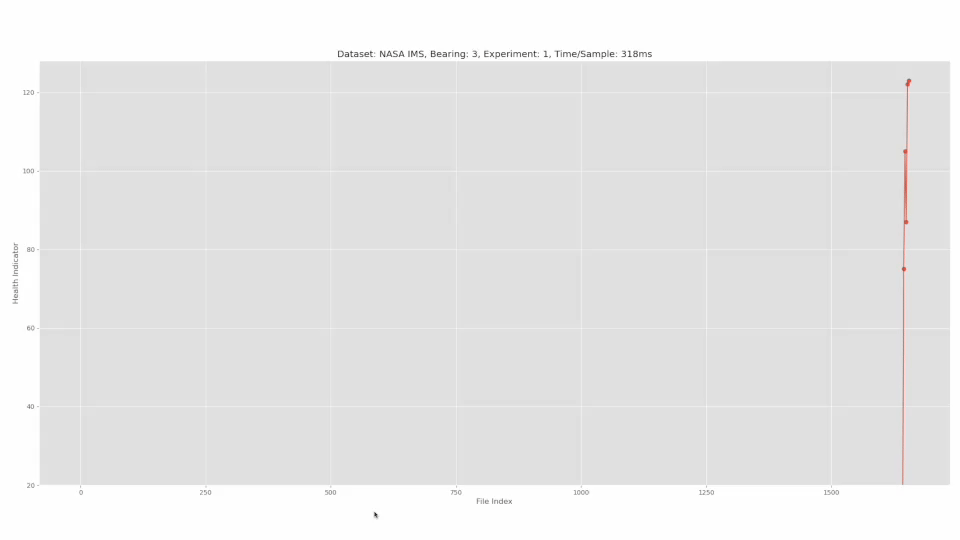 Dataset: NASA IMS, Bearing: 3, Experiment: 1, Time/Sample: 318ms
120
100
80
60
40
20
Health Indicator
0 250 500 750 1000 1250 1500
File Index